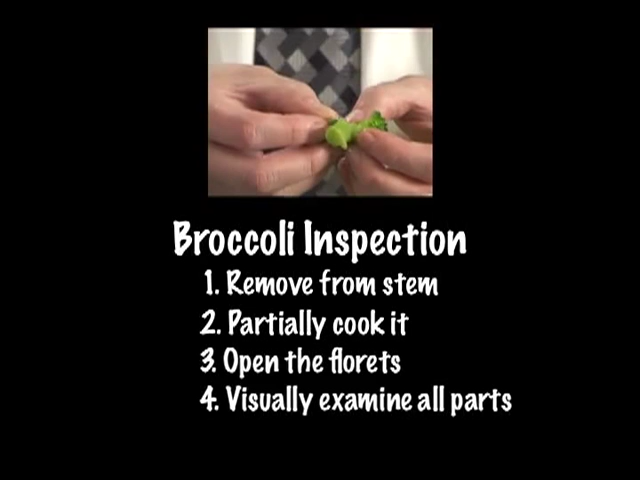 Broccoli Inspection
1. Remove from stem
2. Partially cook it
3. Open the florets
4. Visually examine all parts